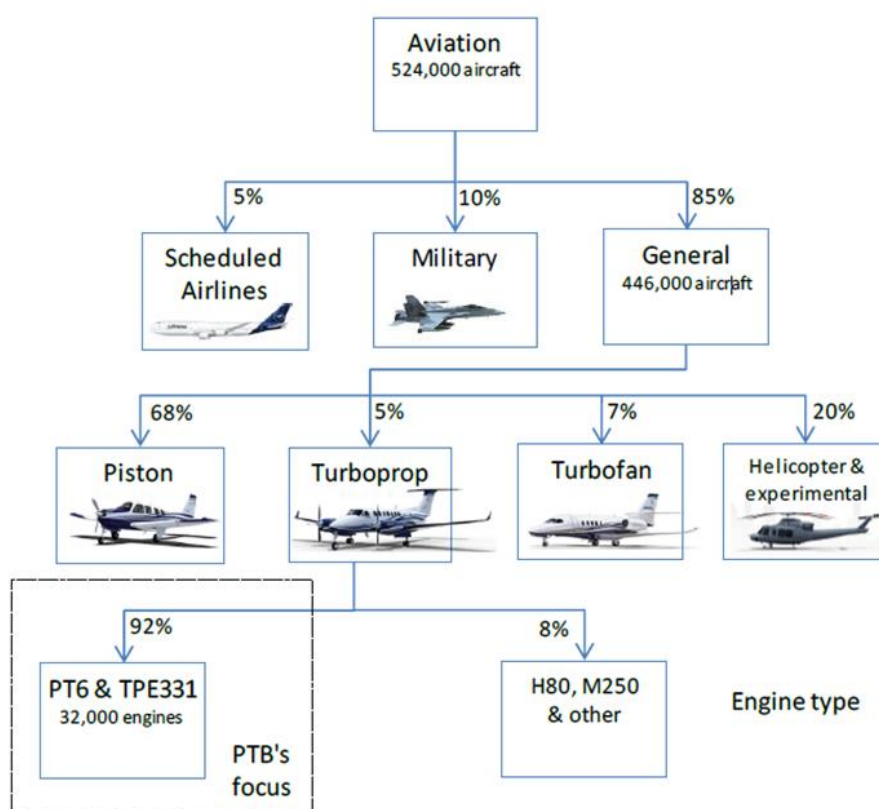 Aviation
524,000 aircraft
5%
10%
85%
Scheduled
Airlines
Military
General
446,000 aircraft
68%
5%
7%
20%
Piston
Turboprop
Turbofan
Helicopter &
experimental
92%
8%
PT6 & TPE331
32,000 engines
H80, M250
& other
Engine type
PTB's
focus